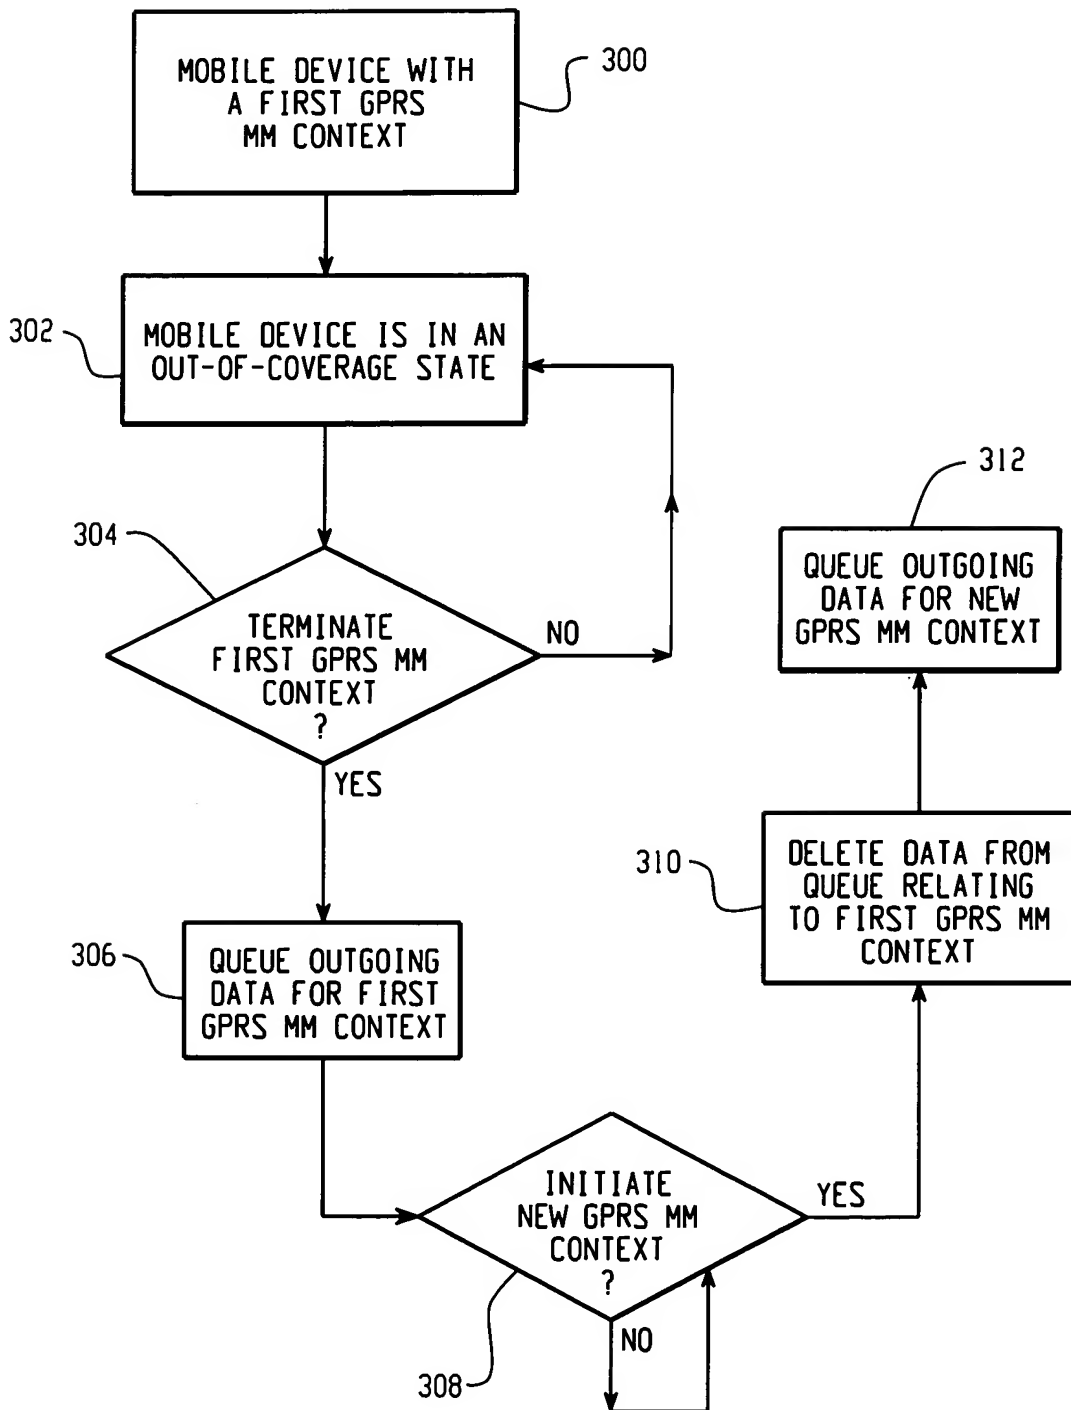 MOBILE DEVICE WITH
A FIRST GPRS
MM CONTEXT
300
302
MOBILE DEVICE IS IN AN
OUT-OF-COVERAGE STATE
304
TERMINATE
FIRST GPRS MM
CONTEXT
?
NO
YES
306
QUEUE OUTGOING
DATA FOR FIRST
GPRS MM CONTEXT
INITIATE
NEW GPRS MM
CONTEXT
?
308
NO
YES
310
DELETE DATA FROM
QUEUE RELATING
TO FIRST GPRS MM
CONTEXT
312
QUEUE OUTGOING
DATA FOR NEW
GPRS MM CONTEXT